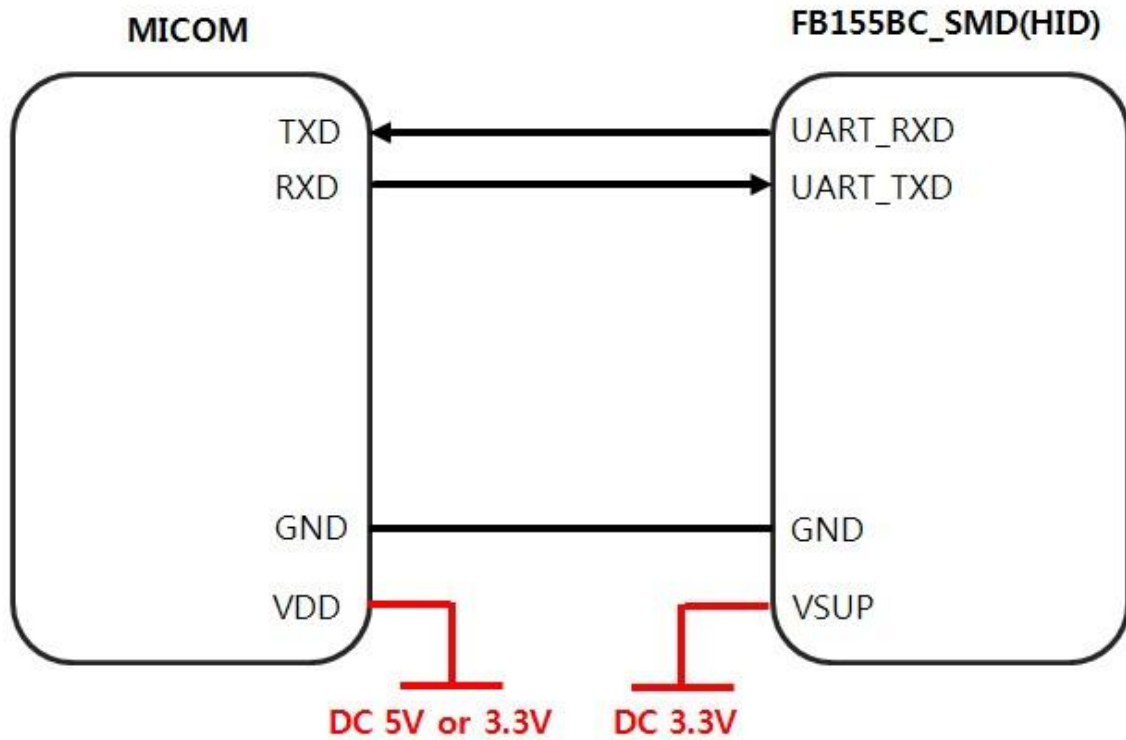 MICOM
FB155BC_SMD(HID)
TXD
UART_RXD
RXD
UART_TXD
GND
GND
VDD
VSUP
DC 5V or 3.3V
DC 3.3V